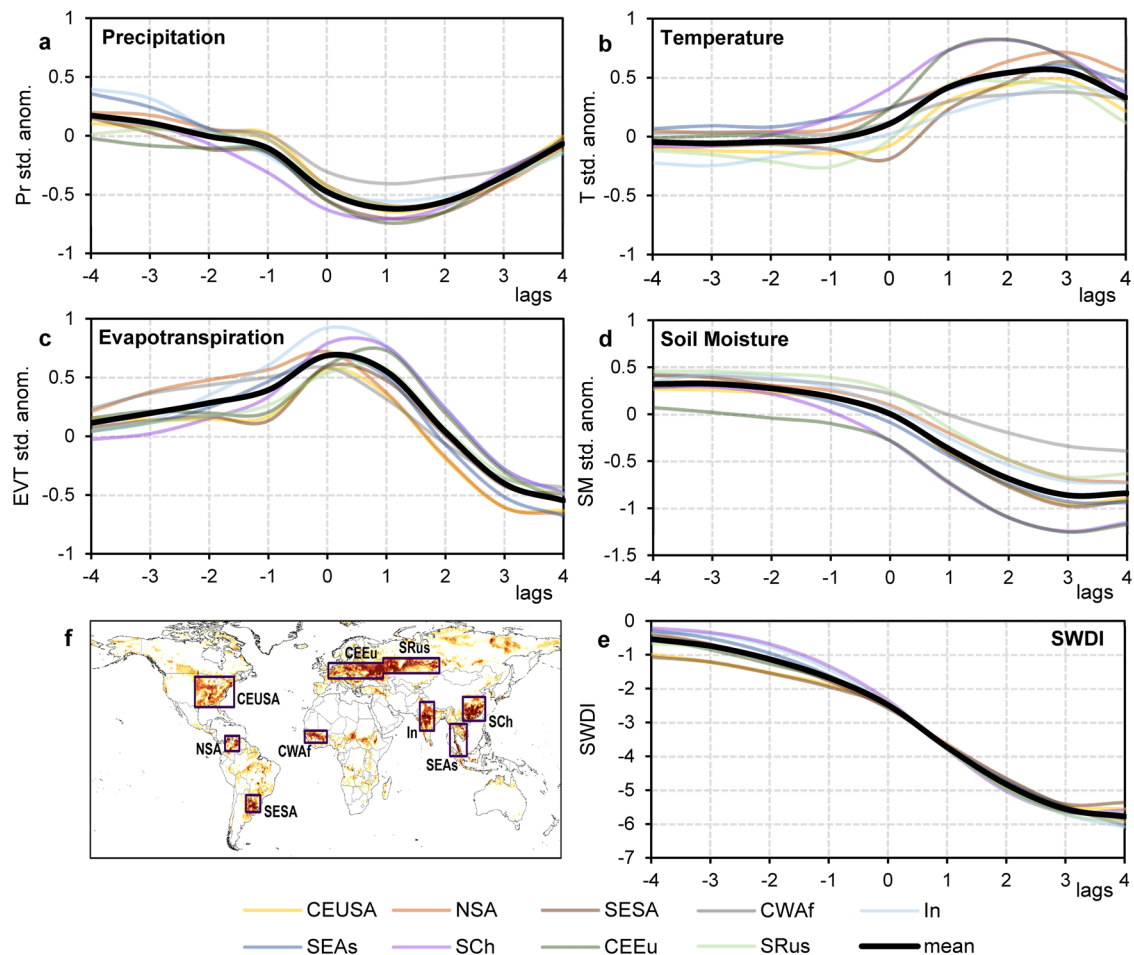 a Precipitation
Pr std. anom.
1
0.5
0
-0.5
-1
-4 -3 -2 -1 0 1 2 3 4
lags
b Temperature
T std. anom.
1
0.5
0
-0.5
-1
-4 -3 -2 -1 0 1 2 3 4
lags
c Evapotranspiration
EVT std. anom.
1
0.5
0
-0.5
-1
-4 -3 -2 -1 0 1 2 3 4
lags
d Soil Moisture
SM std. anom.
1
0.5
0
-0.5
-1
-1.5
-4 -3 -2 -1 0 1 2 3 4
lags
f
CEUSA
NSA
SESA
CWAf
CEEu
SRus
In
SEAs
SCh
e SWDI
SWDI
0
-1
-2
-3
-4
-5
-6
-7
-4 -3 -2 -1 0 1 2 3 4
lags
CEUSA NSA SESA CWAf In
SEAs SCh CEEu SRus mean